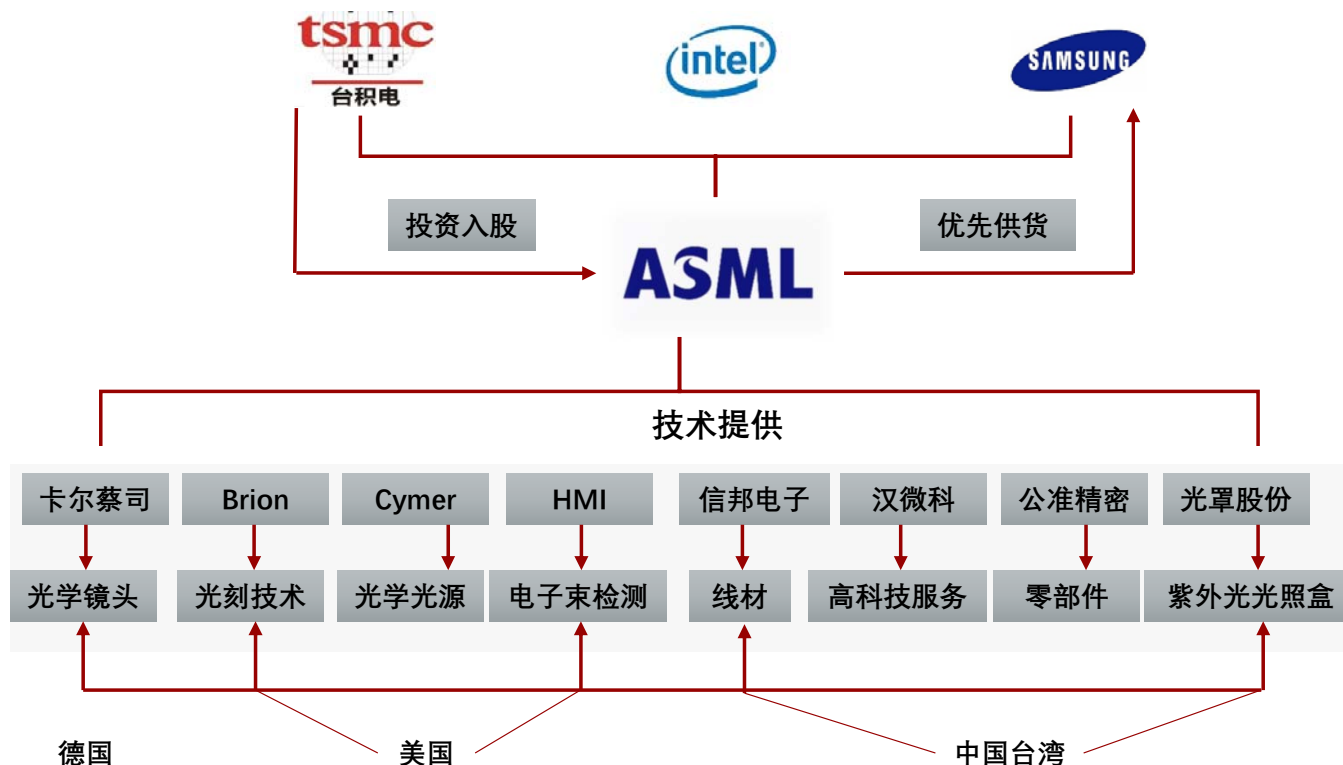 tsmc
台积电
intel
SAMSUNG
投资入股
优先供货
ASML
技术提供
卡尔蔡司
Brion
Cymer
HMI
信邦电子
汉微科
公准精密
光罩股份
光学镜头
光刻技术
光学光源
电子束检测
线材
高科技服务
零部件
紫外光光照盒
德国
美国
中国台湾